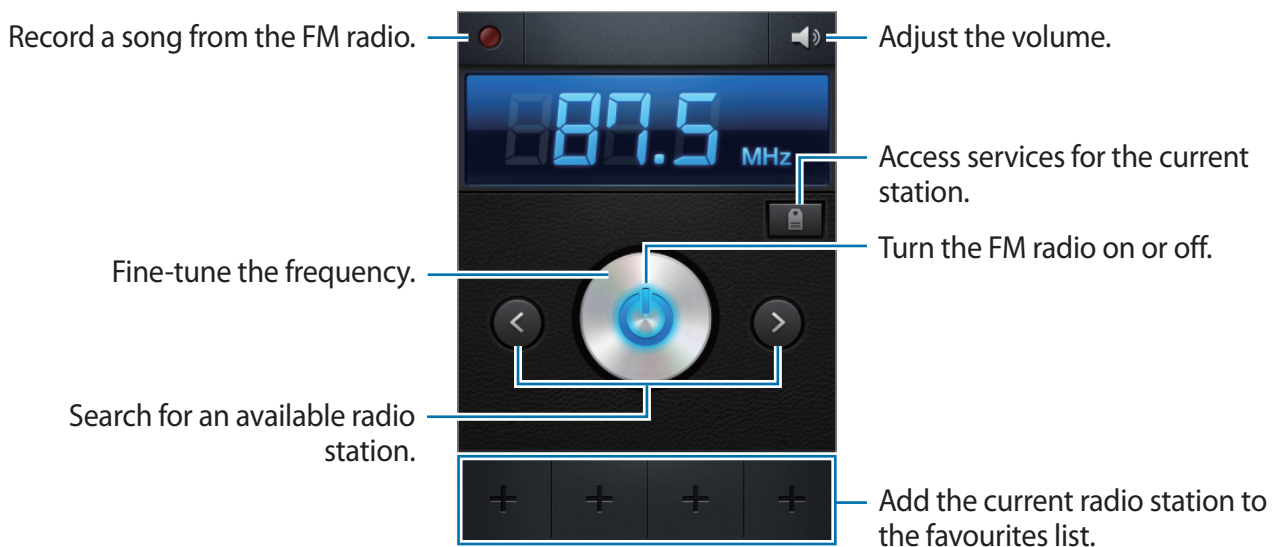 Record a song from the FM radio.
Adjust the volume.
87.5 MHz
Access services for the current
station.
Turn the FM radio on or off.
Fine-tune the frequency.
Search for an available radio
station.
Add the current radio station to
the favourites list.